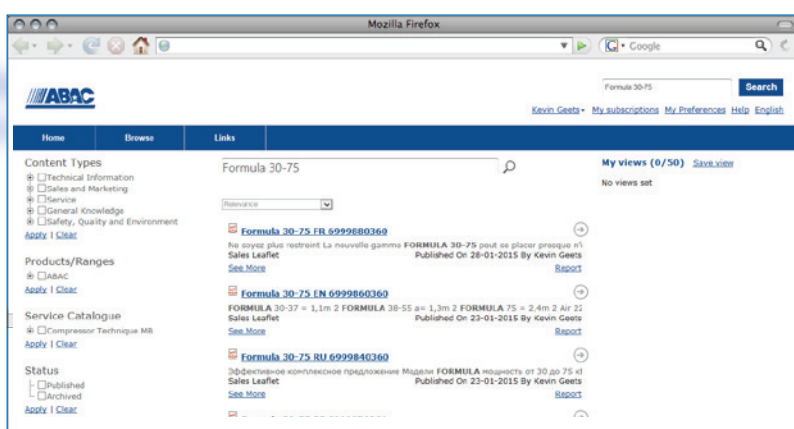 Mozilla Firefox
Google
ABAC
Formula 30-75
Search
Kevin Geets My subscriptions My Preferences Help English
Home Browse Links
Content Types
Technical Information
Sales and Marketing
Service
General Knowledge
Safety, Quality and Environment
Apply | Clear
Products/Ranges
ABAC
Apply | Clear
Service Catalogue
Compressor Technique MB
Apply | Clear
Status
Published
Archived
Apply | Clear
Formula 30-75
Relevance
Formula 30-75 FR 6999880360
Ne soyez plus restreint La nouvelle gamme FORMULA 30-75 peut se placer presque n'i
Sales Leaflet Published On 28-01-2015 By Kevin Geets
See More Report
Formula 30-75 EN 6999860360
FORMULA 30-37 = 1,1m 2 FORMULA 38-55 a= 1,3m 2 FORMULA 75 = 2,4m 2 Air 22
Sales Leaflet Published On 23-01-2015 By Kevin Geets
See More Report
Formula 30-75 RU 6999840360
Эффективное комплексное предложение Модели FORMULA мощность от 30 до 75 кВ
Sales Leaflet Published On 23-01-2015 By Kevin Geets
See More Report
My views (0/50) Save view
No views set